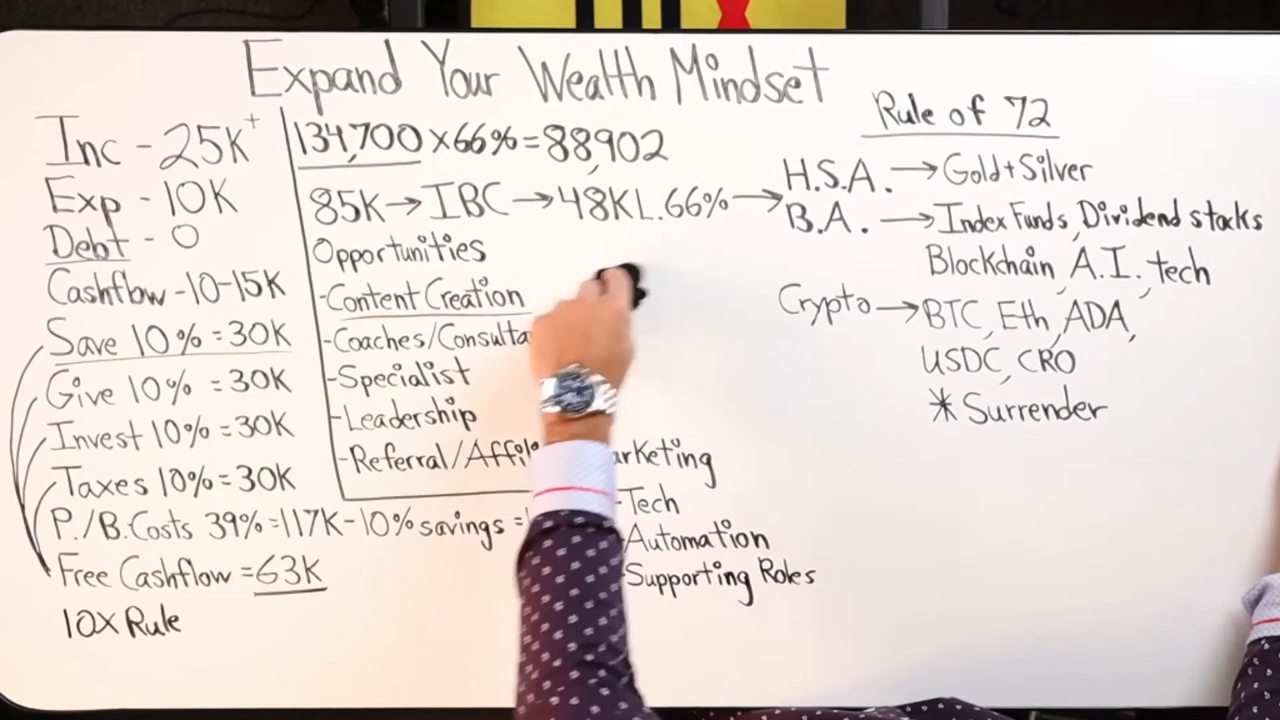 Expand Your Wealth Mindset
Inc - 25K+
Exp - 10K
Debt - 0
Cashflow - 10-15K
Save 10% = 30K
Give 10% = 30K
Invest 10% = 30K
Taxes 10% = 30K
P./B. Costs 39% = 117K - 10% savings =
Free Cashflow = 63K
10X Rule
134,700 x 66% = 88,902
85K → IBC → 48K L. 66% →
Opportunities
- Content Creation
- Coaches/
- Specialist
- Leadership
- Referral/
- Tech
Automation
Supporting Roles
Rule of 72
H.S.A. → Gold + Silver
B.A. → Index Funds, Dividend stocks
Blockchain, A.I., tech
Crypto → BTC, Eth, ADA,
USDC, CRO
* Surrender